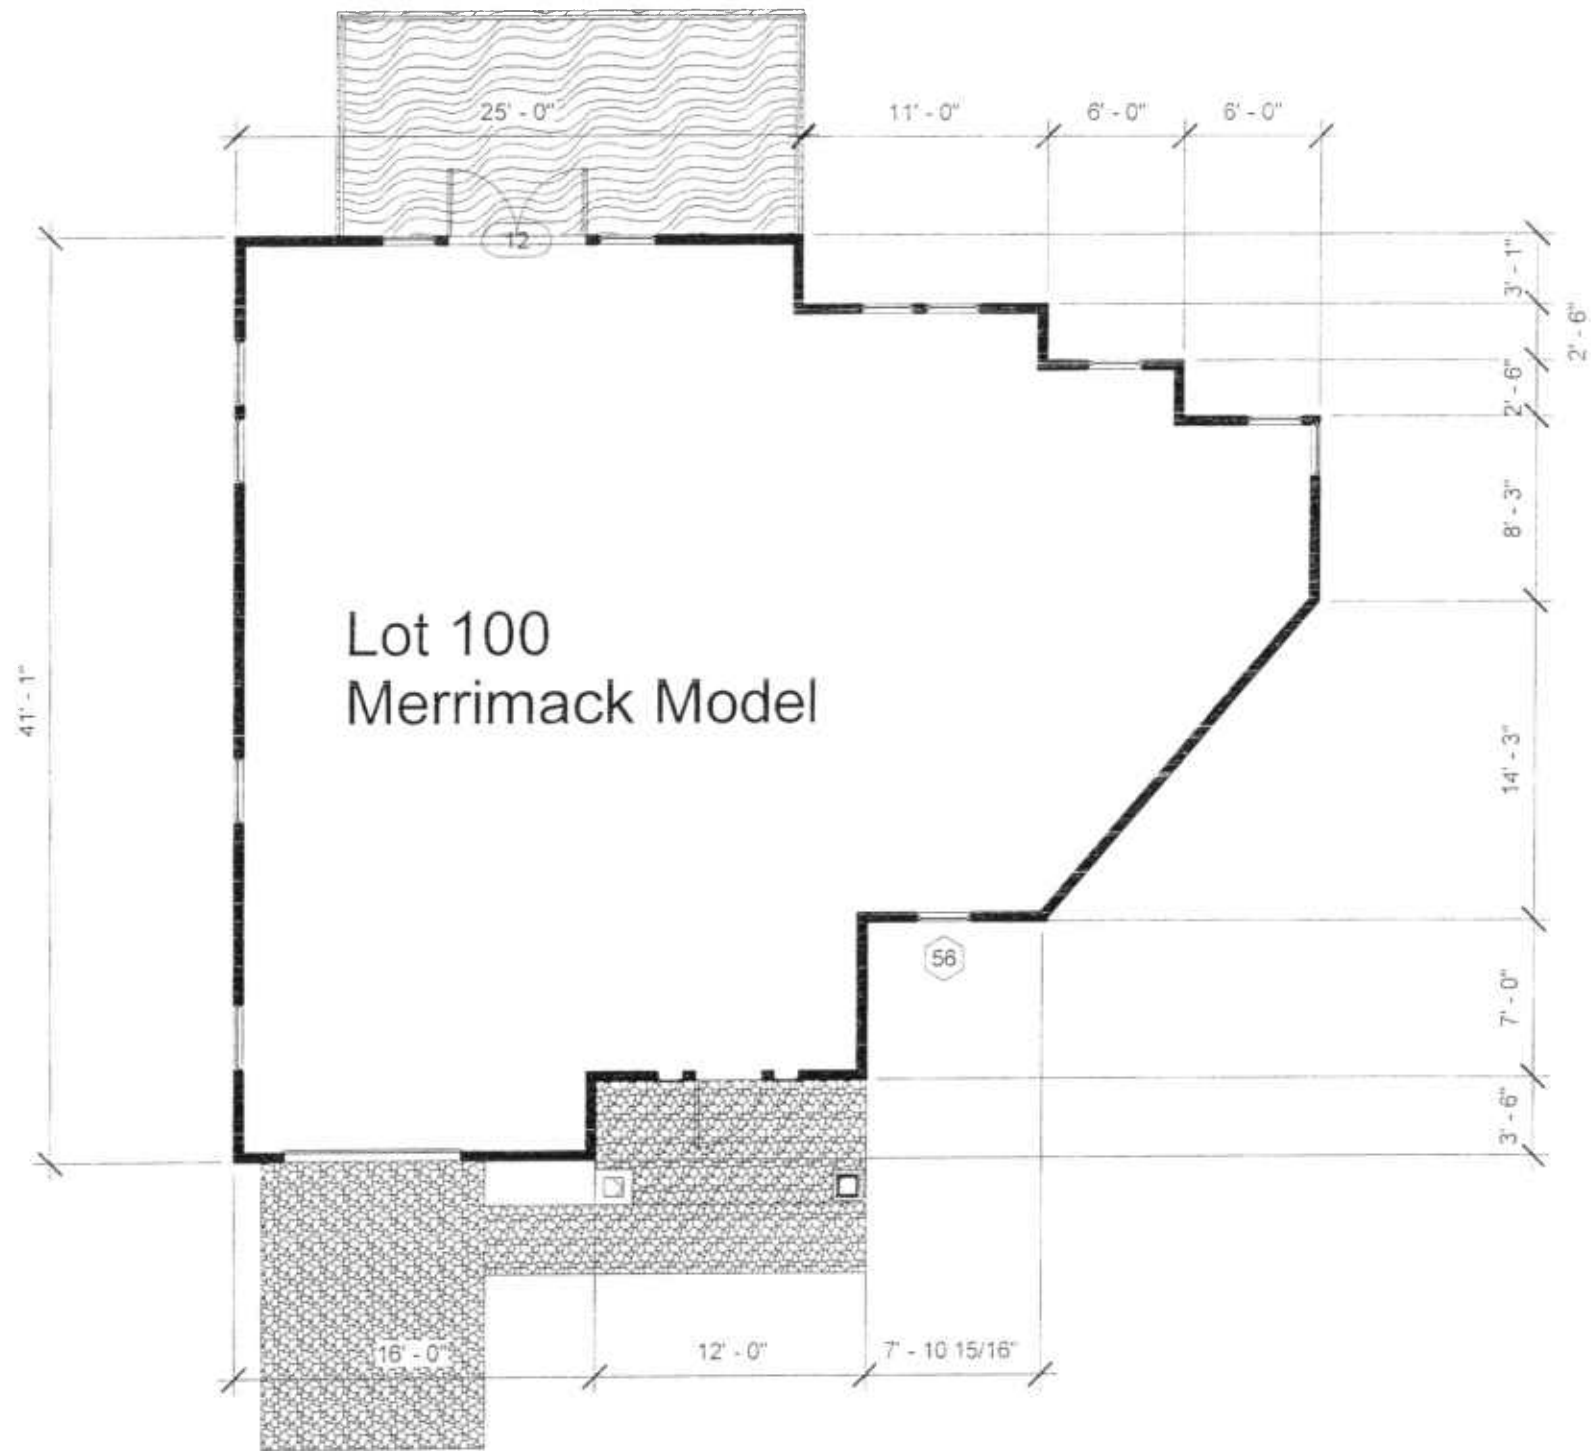 25' - 0"
11' - 0"
6' - 0"
6' - 0"
12
3' - 1"
2' - 6"
2' - 6"
8' - 3"
Lot 100
Merrimack Model
41' - 1"
14' - 3"
56
7' - 0"
3' - 6"
16' - 0"
12' - 0"
7' - 10 15/16"